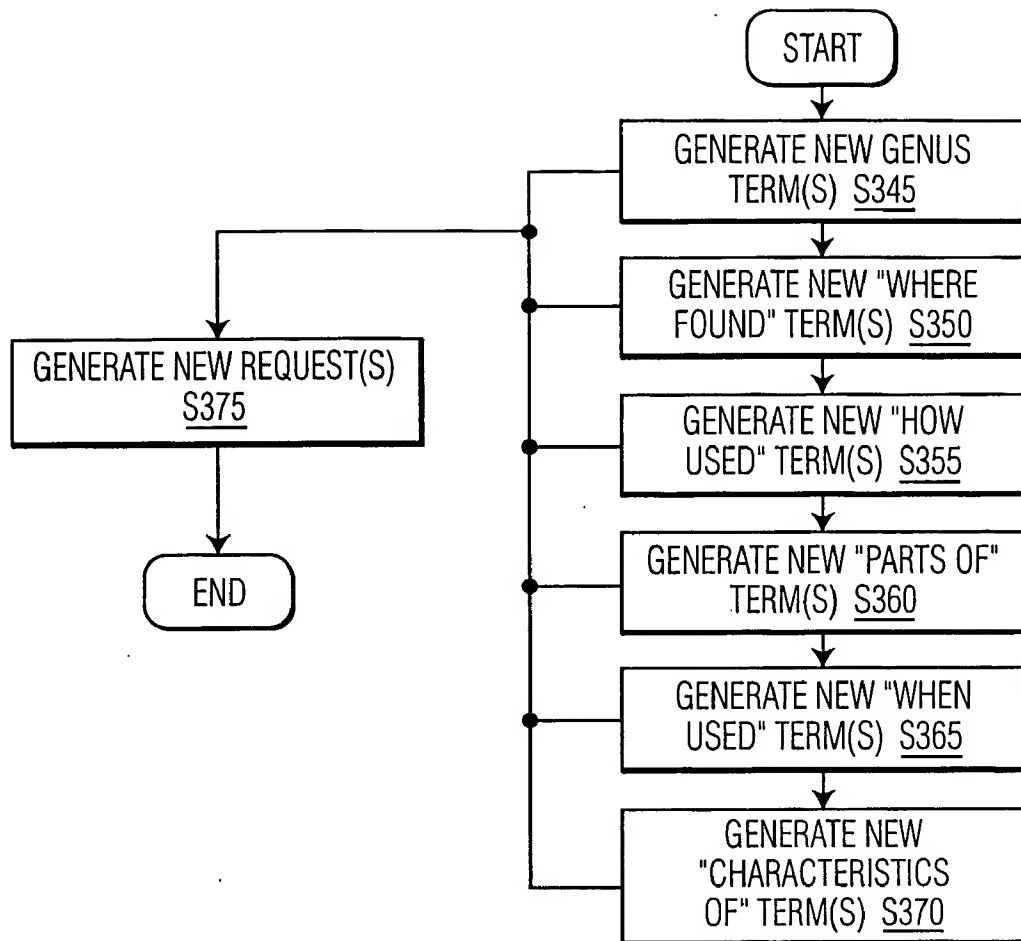 START
GENERATE NEW GENUS
TERM(S) S345
GENERATE NEW "WHERE
FOUND" TERM(S) S350
GENERATE NEW REQUEST(S)
S375
GENERATE NEW "HOW
USED" TERM(S) S355
GENERATE NEW "PARTS OF"
TERM(S) S360
END
GENERATE NEW "WHEN
USED" TERM(S) S365
GENERATE NEW
"CHARACTERISTICS
OF" TERM(S) S370